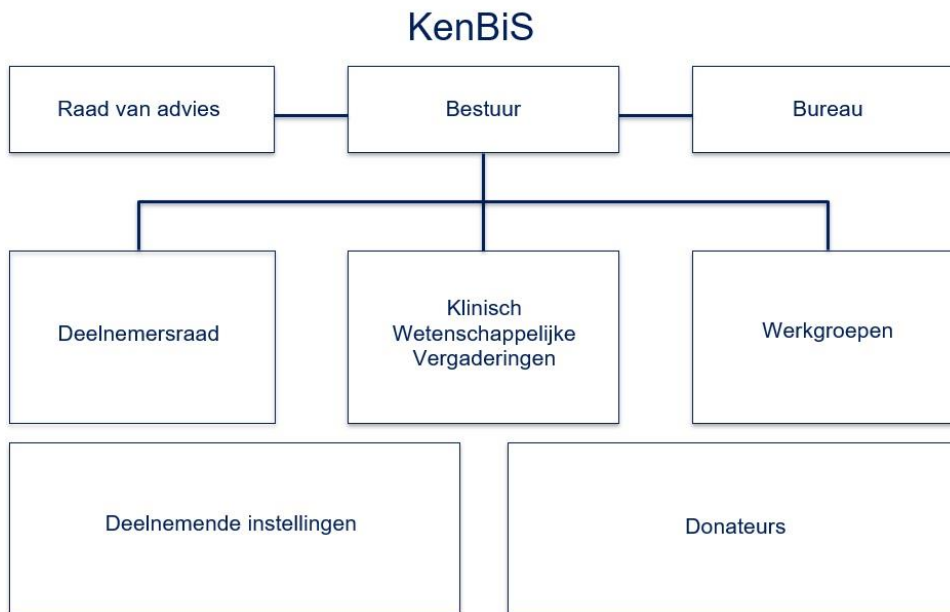 KenBiS
Raad van advies
Bestuur
Bureau
Deelnemersraad
Klinisch
Wetenschappelijke
Vergaderingen
Werkgroepen
Deelnemende instellingen
Donateurs